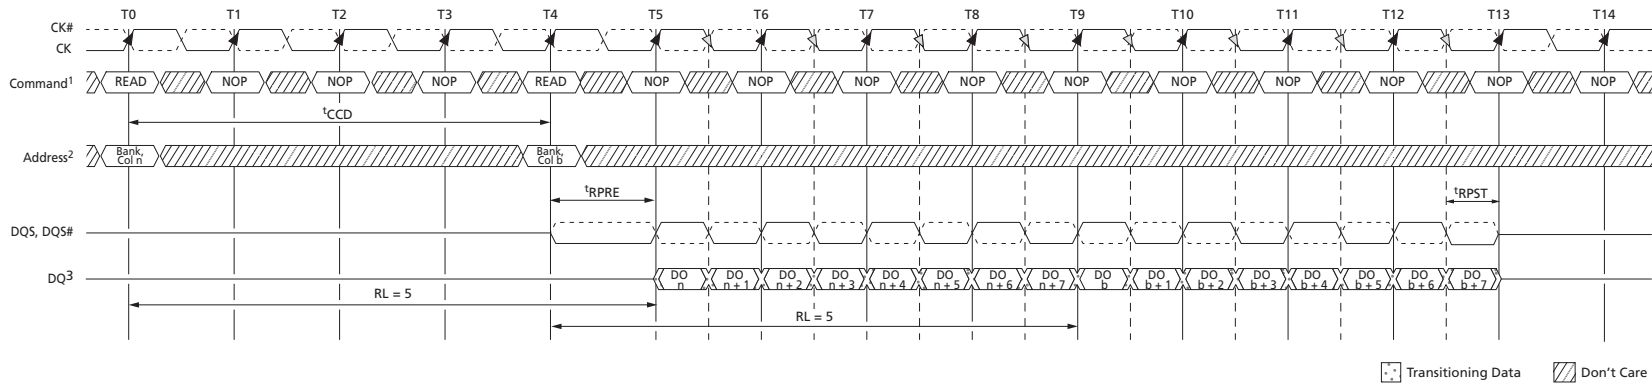 T0 T1 T2 T3 T4 T5 T6 T7 T8 T9 T10 T11 T12 T13 T14
CK#
CK
Command1 READ NOP NOP NOP READ NOP NOP NOP NOP NOP NOP NOP NOP NOP NOP
tCCD
Address2 Bank, Col n Bank, Col b
tRPRE tRPST
DQS, DQS#
DQ3 DO n DO n + 1 DO n + 2 DO n + 3 DO n + 4 DO n + 5 DO n + 6 DO n + 7 DO b DO b + 1 DO b + 2 DO b + 3 DO b + 4 DO b + 5 DO b + 6 DO b + 7
RL = 5
RL = 5
Transitioning Data Don't Care